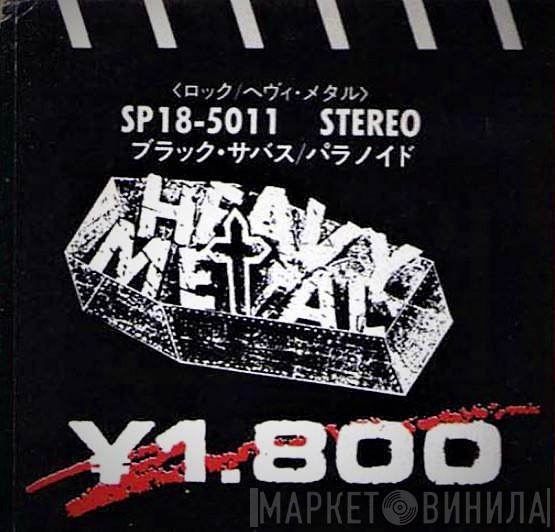 〈ロック/ヘヴィ・メタル〉
SP18-5011 STEREO
ブラック・サバス/パラノイド
HEAVY
METAL
¥1.800
МАРКЕТ ВИНИЛА